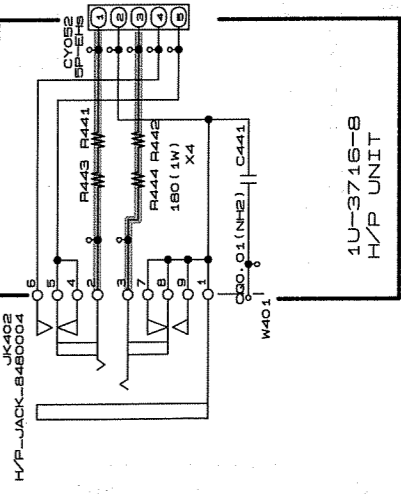 CY052
5P-EHS
1 2 3 4 5
R443 R441
R444 R442
180(1W)
X4
C441
CQ0.01(NH2)
1U-3716-8
H/P UNIT
6 5 4 2 3 7 8 9 1
JK402
H/P_JACK_8480004
W401